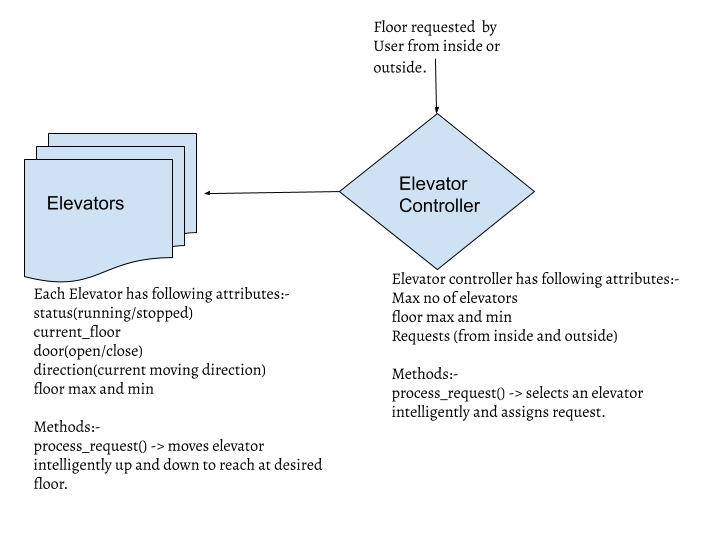 Floor requested  by
User from inside or
outside.
Elevator
Controller
Elevators
Each Elevator has following attributes:-
status(running/stopped)
current_floor
door(open/close)
direction(current moving direction)
floor max and min
Methods:-
process_request() -> moves elevator
intelligently up and down to reach at desired
floor.
Elevator controller has following attributes:-
Max no of elevators
floor max and min
Requests (from inside and outside)
Methods:-
process_request() -> selects an elevator
intelligently and assigns request.